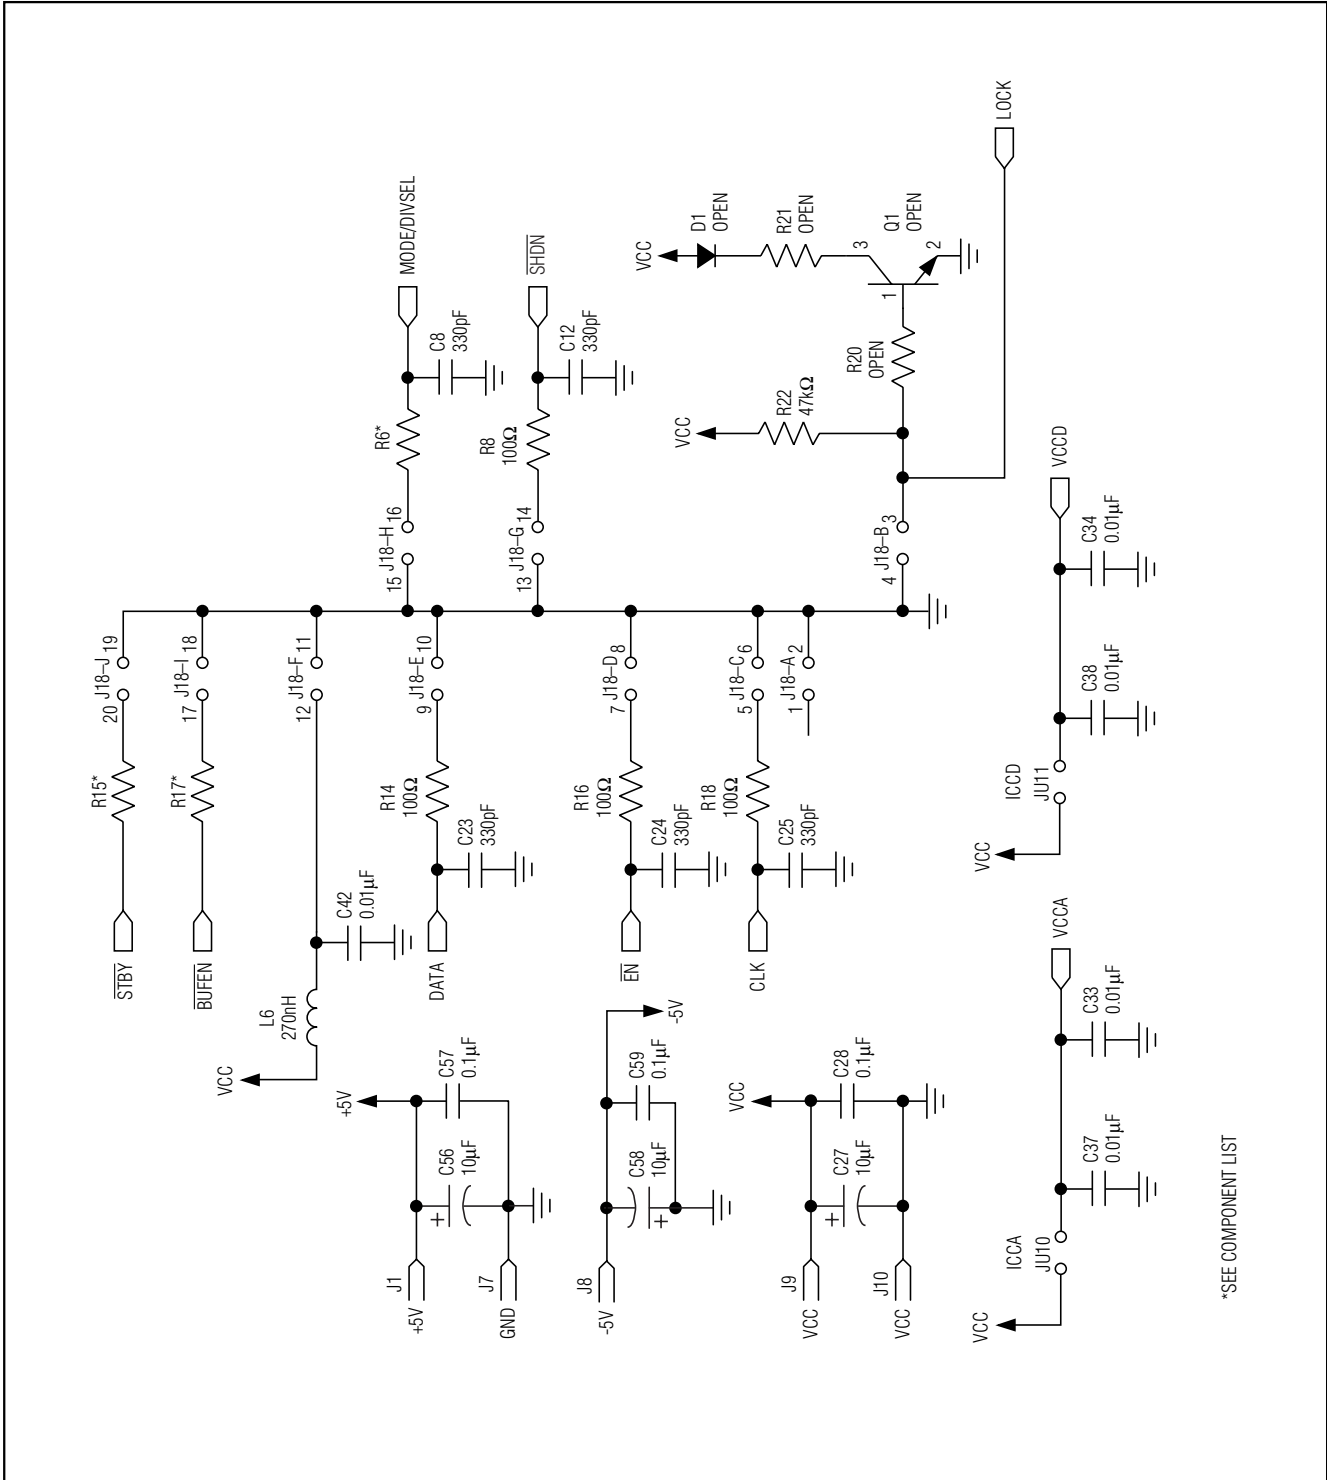 STBY
R15*
20
J18–J
19
BUFEN
R17*
17
J18–I
18
VCC
L6
270nH
C42
0.01µF
12
J18–F
11
DATA
C23
330pF
R14
100Ω
9
J18–E
10
EN
C24
330pF
R16
100Ω
7
J18–D
8
CLK
C25
330pF
R18
100Ω
5
J18–C
6
1
J18–A
2
15
J18–H
16
R6*
C8
330pF
MODE/DIVSEL
13
J18–G
14
R8
100Ω
C12
330pF
SHDN
4
J18–B
3
VCC
R22
47kΩ
R20
OPEN
VCC
D1
OPEN
R21
OPEN
Q1
OPEN
1
2
3
LOCK
J1
+5V
+5V
C56
10µF
C57
0.1µF
J7
GND
J8
-5V
C58
10µF
C59
0.1µF
-5V
J9
VCC
VCC
C27
10µF
C28
0.1µF
J10
VCC
VCC
ICCA
JU10
C37
0.01µF
C33
0.01µF
VCCA
VCC
ICCD
JU11
C38
0.01µF
C34
0.01µF
VCCD
*SEE COMPONENT LIST
+
+
+